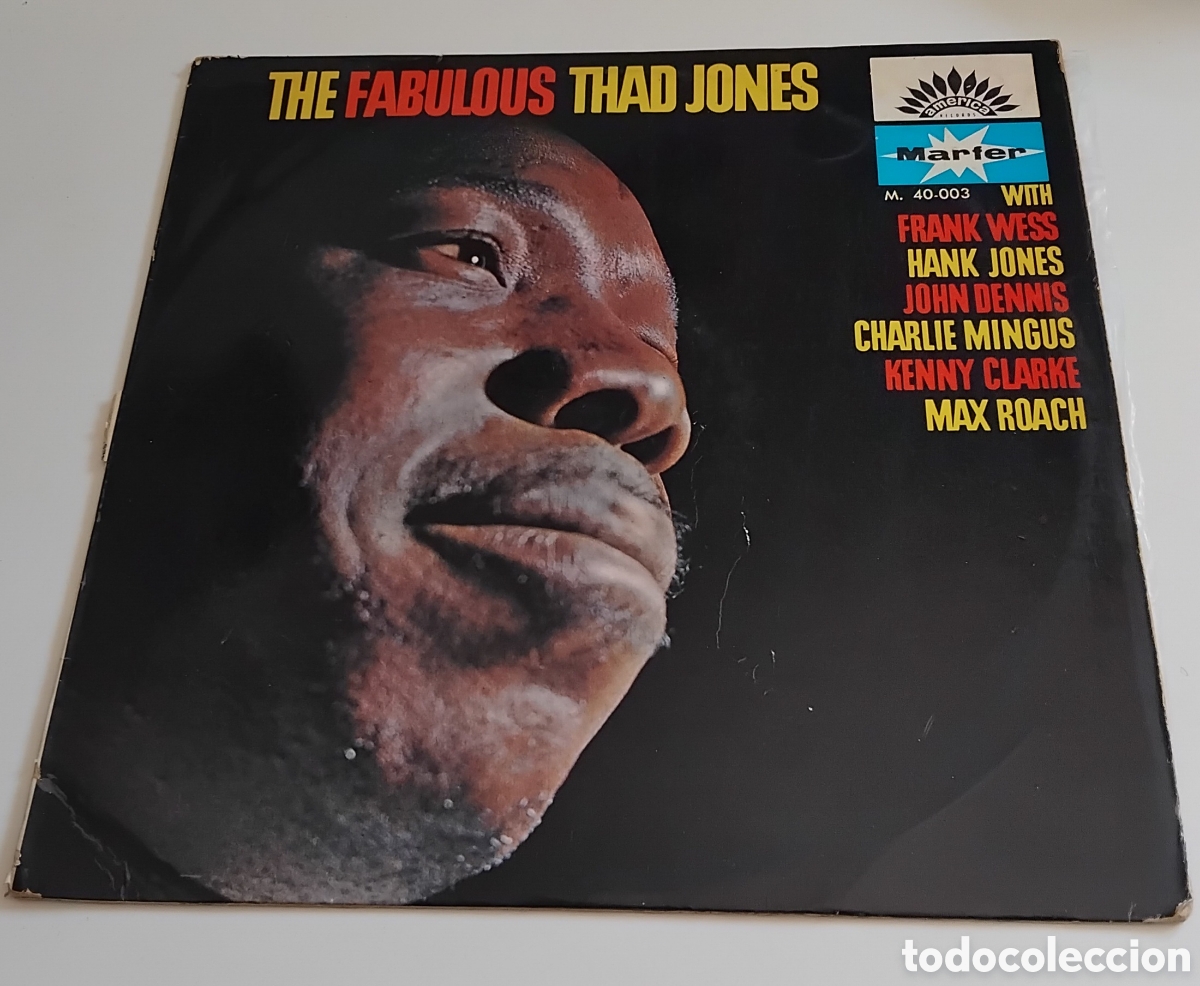 THE FABULOUS THAD JONES
america
RECORDS
Marfer
M. 40-003
WITH
FRANK WESS
HANK JONES
JOHN DENNIS
CHARLIE MINGUS
KENNY CLARKE
MAX ROACH
todocoleccion